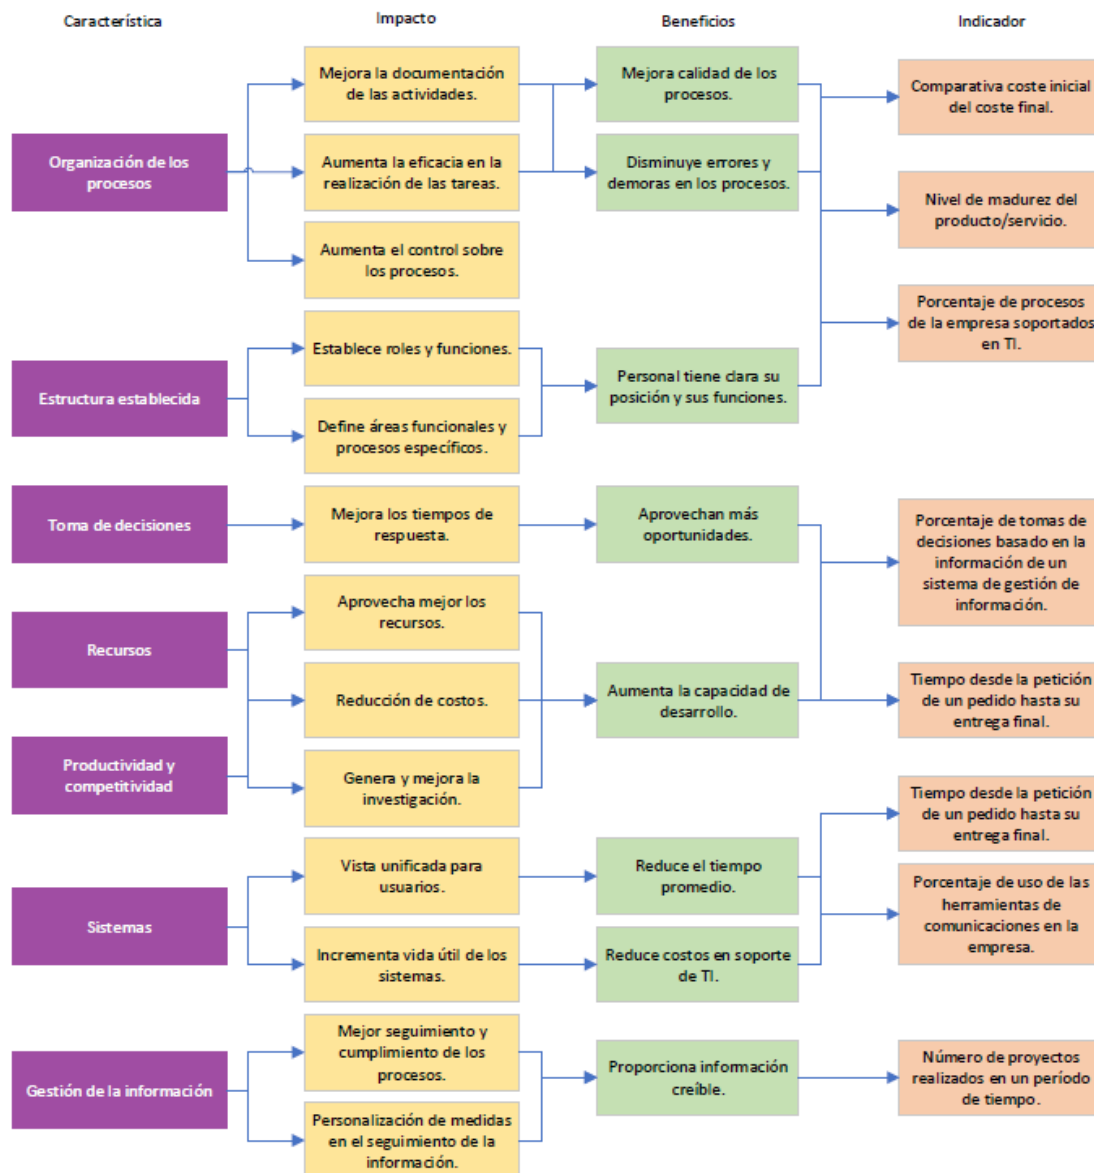 Característica
Impacto
Beneficios
Indicador
Organización de los
procesos
Mejora la documentación
de las actividades.
Aumenta la eficacia en la
realización de las tareas.
Aumenta el control sobre
los procesos.
Mejora calidad de los
procesos.
Disminuye errores y
demoras en los procesos.
Comparativa coste inicial
del coste final.
Nivel de madurez del
producto/servicio.
Porcentaje de procesos
de la empresa soportados
en TI.
Estructura establecida
Establece roles y funciones.
Define áreas funcionales y
procesos específicos.
Personal tiene clara su
posición y sus funciones.
Toma de decisiones
Mejora los tiempos de
respuesta.
Aprovechan más
oportunidades.
Porcentaje de tomas de
decisiones basado en la
información de un
sistema de gestión de
información.
Recursos
Productividad y
competitividad
Aprovecha mejor los
recursos.
Reducción de costos.
Genera y mejora la
investigación.
Aumenta la capacidad de
desarrollo.
Tiempo desde la petición
de un pedido hasta su
entrega final.
Sistemas
Vista unificada para
usuarios.
Incrementa vida útil de los
sistemas.
Reduce el tiempo
promedio.
Reduce costos en soporte
de TI.
Tiempo desde la petición
de un pedido hasta su
entrega final.
Porcentaje de uso de las
herramientas de
comunicaciones en la
empresa.
Gestión de la información
Mejor seguimiento y
cumplimiento de los
procesos.
Personalización de medidas
en el seguimiento de la
información.
Proporciona información
creíble.
Número de proyectos
realizados en un período
de tiempo.